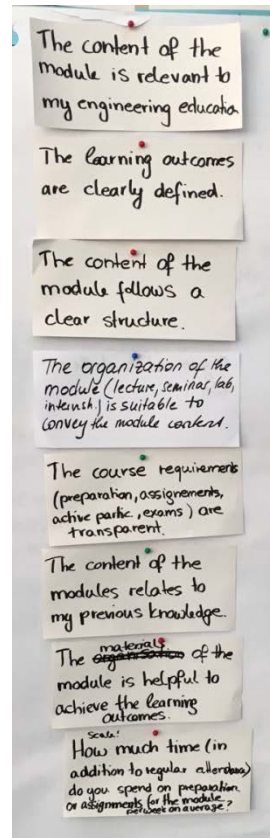 The content of the
module is relevant to
my engineering educatio
The learning outcomes
are clearly defined.
The content of the
module follows a
clear structure.
The organization of the
module (lecture, seminar, lab,
internsh.) is suitable to
convey the module content.
The course requirements
(preparation, assignements,
active partic., exams) are
transparent.
The content of the
modules relates to
my previous knowledge.
material
The organisation of the
module is helpful to
achieve the learning
outcomes.
Scale!
How much time (in
addition to regular attendance)
do you spend on preparation
or assignments for the module
per week on average?